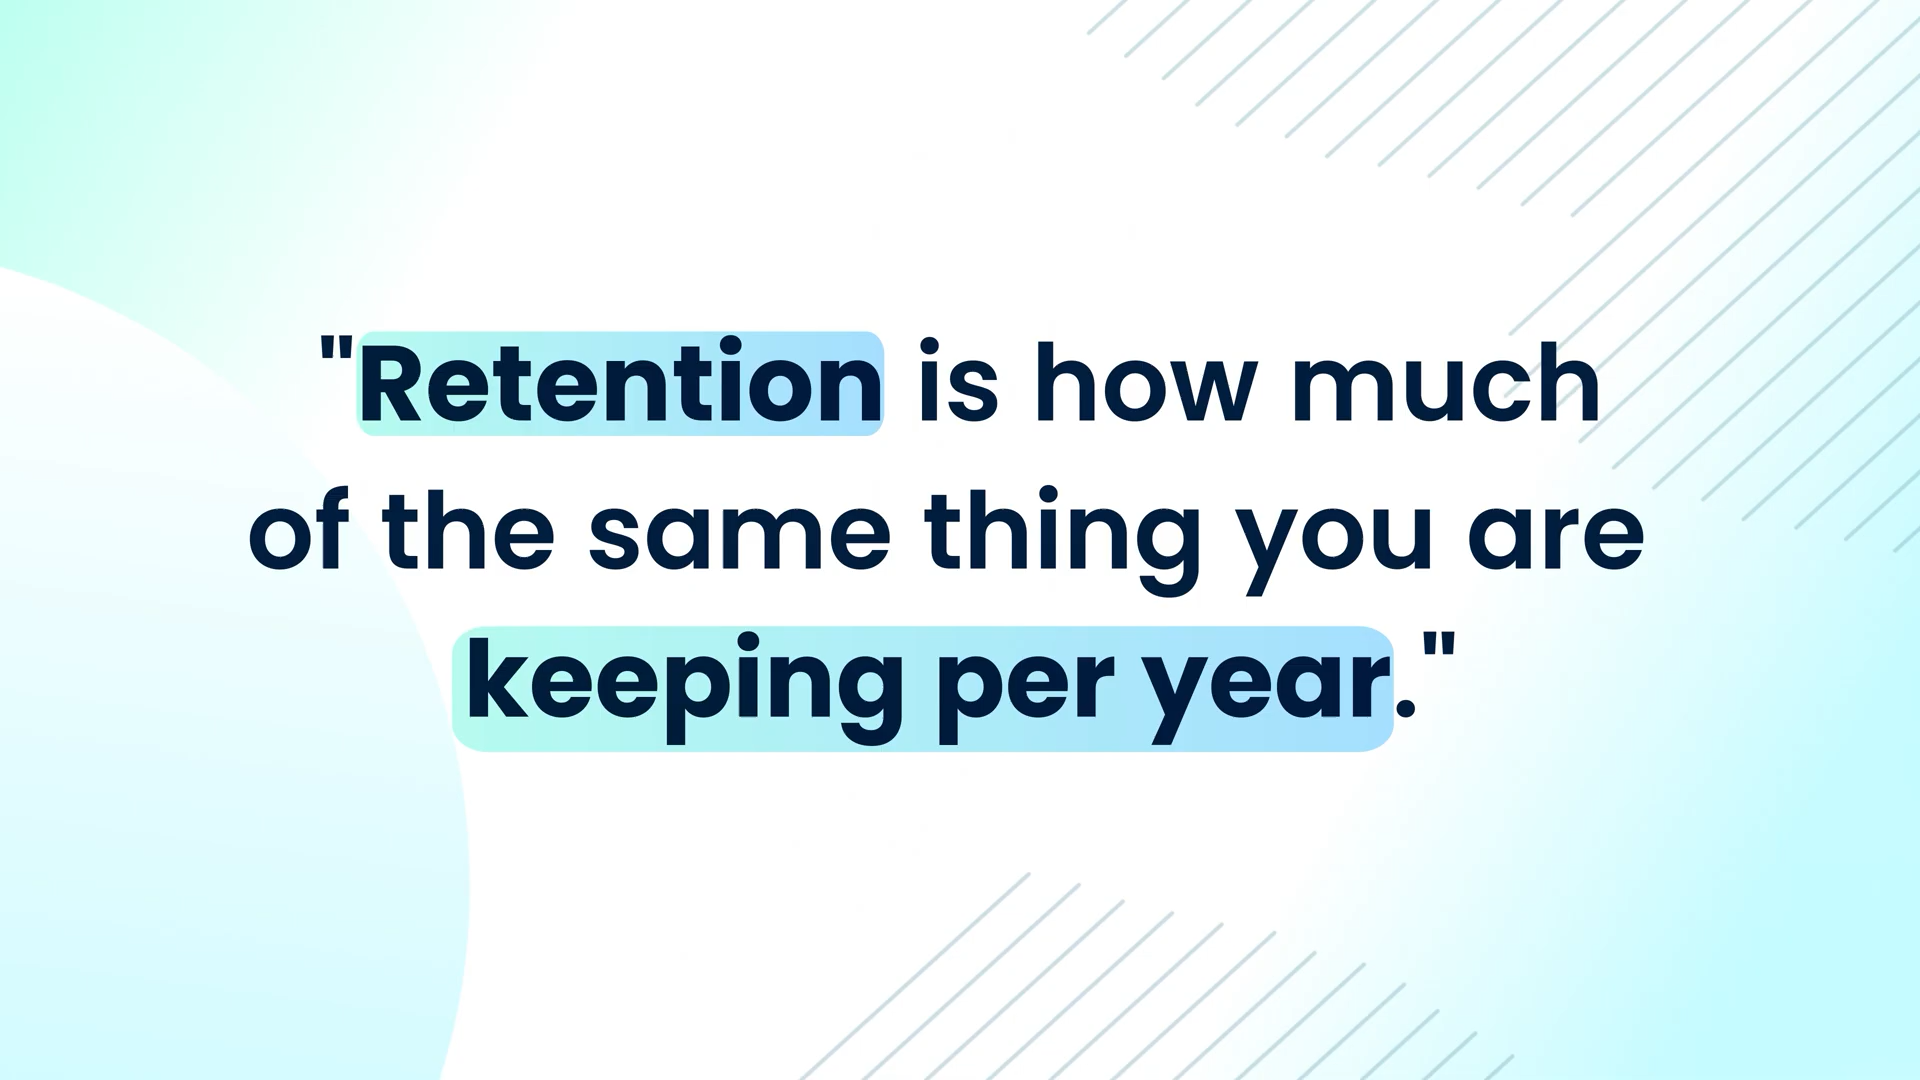 "Retention is how much
of the same thing you are
keeping per year."